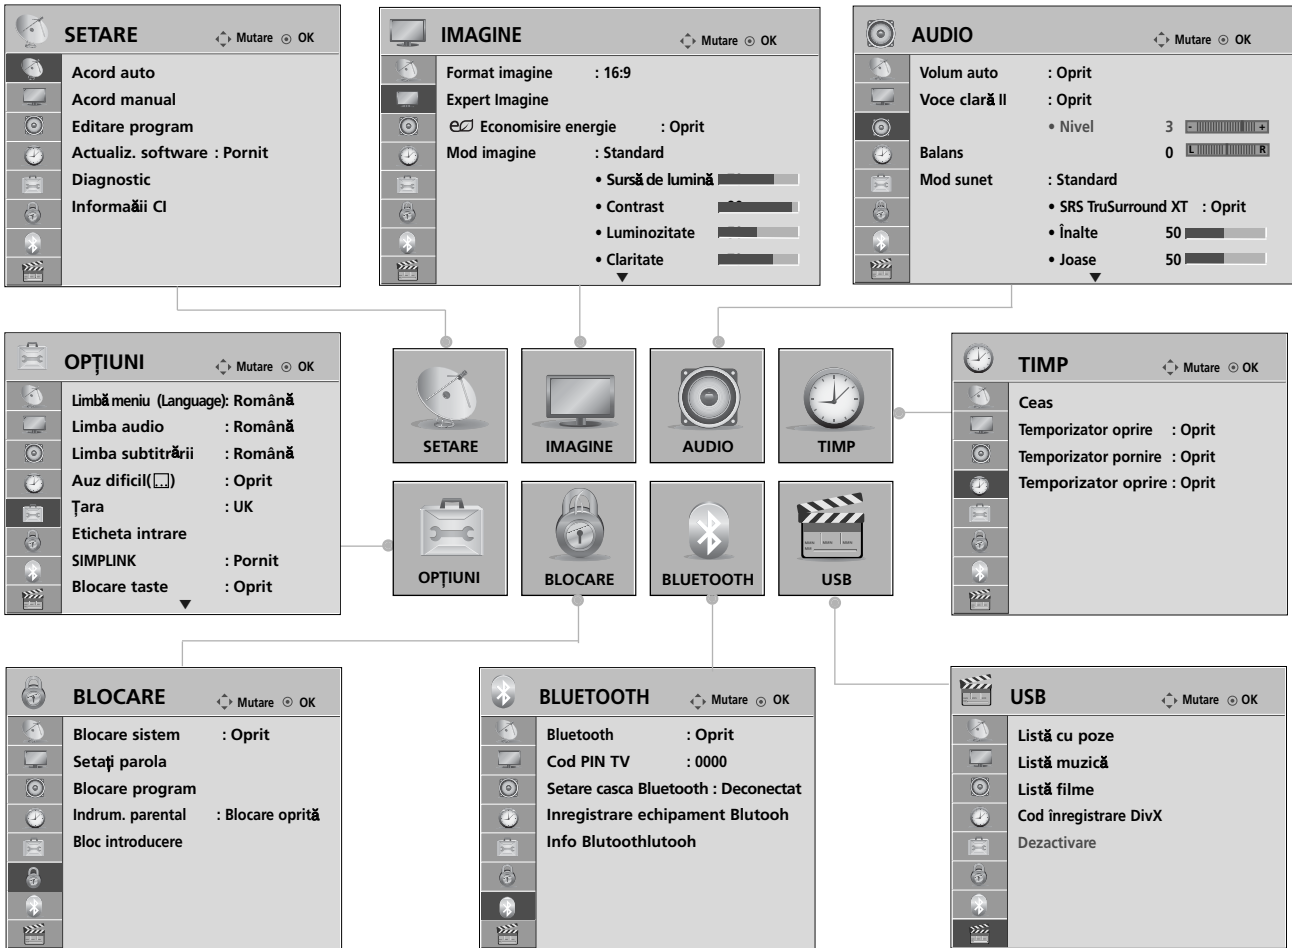 SETARE Mutare OK
Acord auto
Acord manual
Editare program
Actualiz. software : Pornit
Diagnostic
Informaăii CI
IMAGINE Mutare OK
Format imagine : 16:9
Expert Imagine
Economisire energie : Oprit
Mod imagine : Standard
• Sursă de lumină
• Contrast
• Luminozitate
• Claritate
AUDIO Mutare OK
Volum auto : Oprit
Voce clară II : Oprit
• Nivel 3 - +
Balans 0 L R
Mod sunet : Standard
• SRS TruSurround XT : Oprit
• Înalte 50
• Joase 50
OPȚIUNI Mutare OK
Limbă meniu (Language): Română
Limba audio : Română
Limba subtitrării : Română
Auz dificil( ) : Oprit
Țara : UK
Eticheta intrare
SIMPLINK : Pornit
Blocare taste : Oprit
SETARE
IMAGINE
AUDIO
TIMP
OPȚIUNI
BLOCARE
BLUETOOTH
USB
TIMP Mutare OK
Ceas
Temporizator oprire : Oprit
Temporizator pornire : Oprit
Temporizator oprire : Oprit
BLOCARE Mutare OK
Blocare sistem : Oprit
Setați parola
Blocare program
Indrum. parental : Blocare oprită
Bloc introducere
BLUETOOTH Mutare OK
Bluetooth : Oprit
Cod PIN TV : 0000
Setare casca Bluetooth : Deconectat
Inregistrare echipament Blutooh
Info Blutoothlutooh
USB Mutare OK
Listă cu poze
Listă muzică
Listă filme
Cod înregistrare DivX
Dezactivare